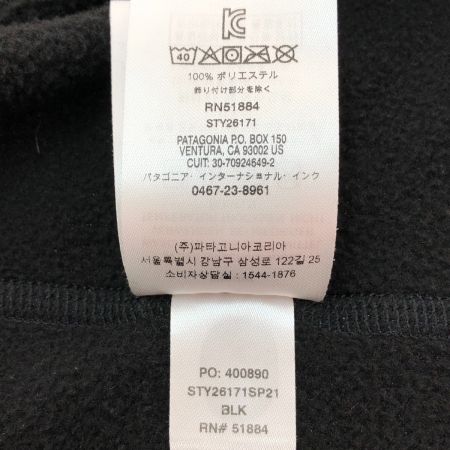 KC
40
100% ポリエステル
飾り付け部分を除く
RN51884
STY26171
PATAGONIA P.O. BOX 150
VENTURA, CA 93002 US
CUIT: 30-70924649-2
パタゴニア・インターナショナル・インク
0467-23-8961
(주)파타고니아코리아
서울특별시 강남구 삼성로 122길 25
소비자상담실 : 1544-1876
PO: 400890
STY26171SP21
BLK
RN# 51884